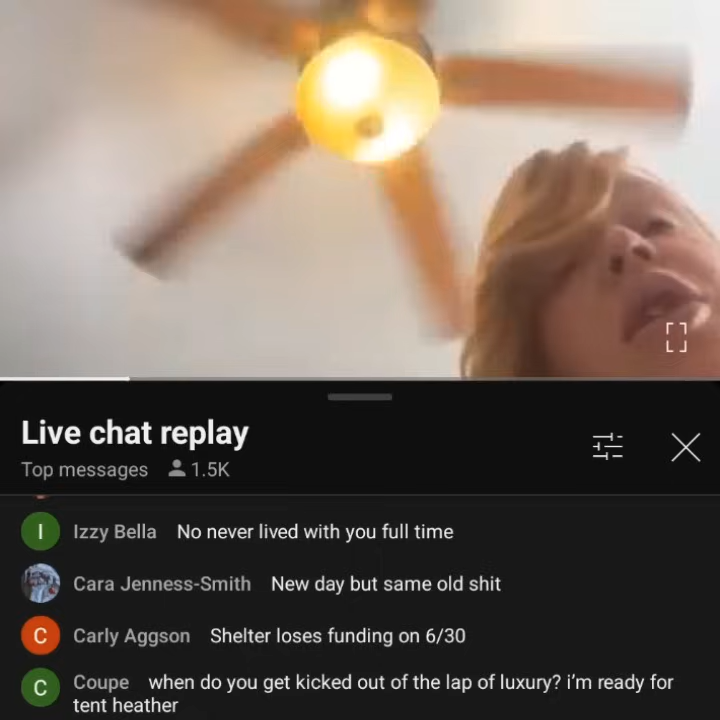 Live chat replay
Top messages 1.5K
I Izzy Bella No never lived with you full time
Cara Jenness-Smith New day but same old shit
C Carly Aggson Shelter loses funding on 6/30
C Coupe when do you get kicked out of the lap of luxury? i'm ready for
tent heather